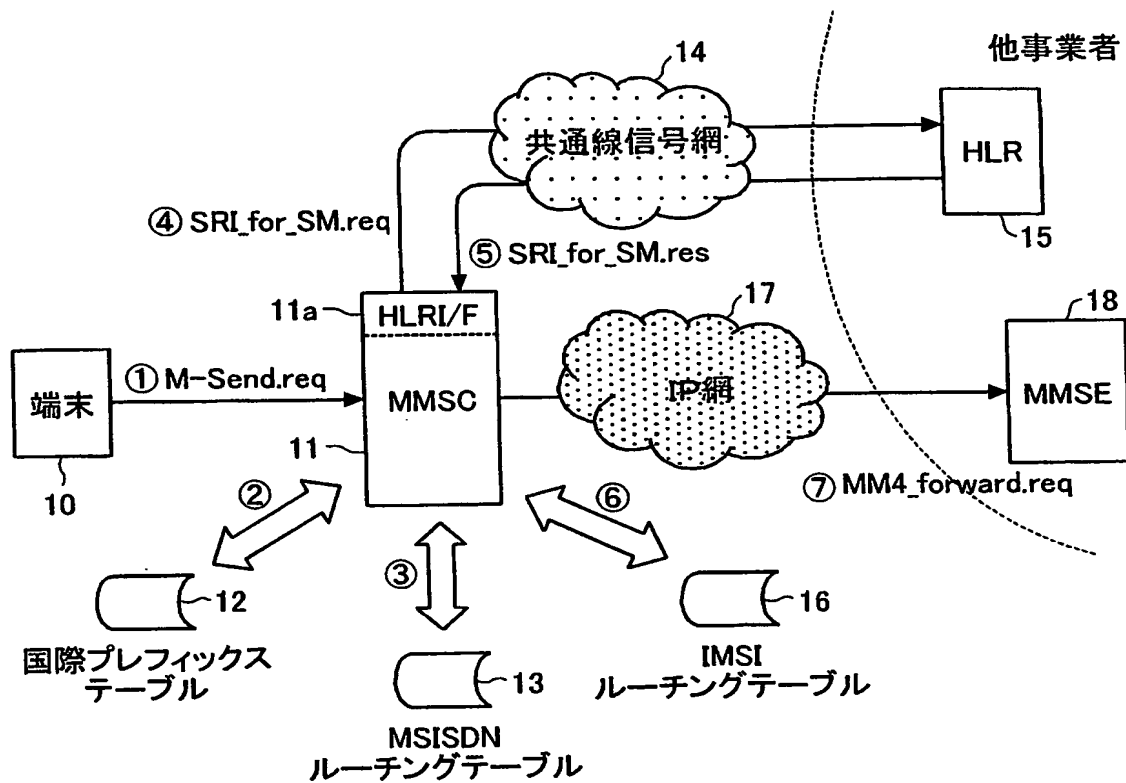 他事業者
14
共通線信号網
HLR
15
④ SRI_for_SM.req
⑤ SRI_for_SM.res
11a
HLRI/F
17
18
端末
① M-Send.req
MMSC
IP網
MMSE
11
10
②
⑥
⑦ MM4_forward.req
③
12
16
国際プレフィックス
テーブル
13
IMSI
ルーチングテーブル
MSISDN
ルーチングテーブル